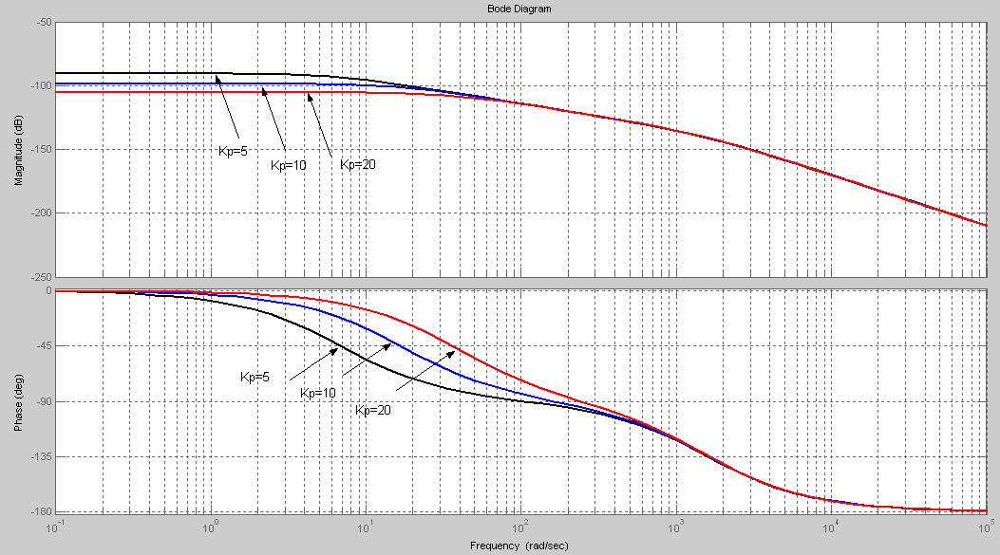 Bode Diagram
Magnitude (dB)
-50
-100
-150
-200
-250
Kp=5
Kp=10
Kp=20
Phase (deg)
0
-45
-90
-135
-180
Kp=5
Kp=10
Kp=20
10^-1 10^0 10^1 10^2 10^3 10^4 10^5
Frequency (rad/sec)